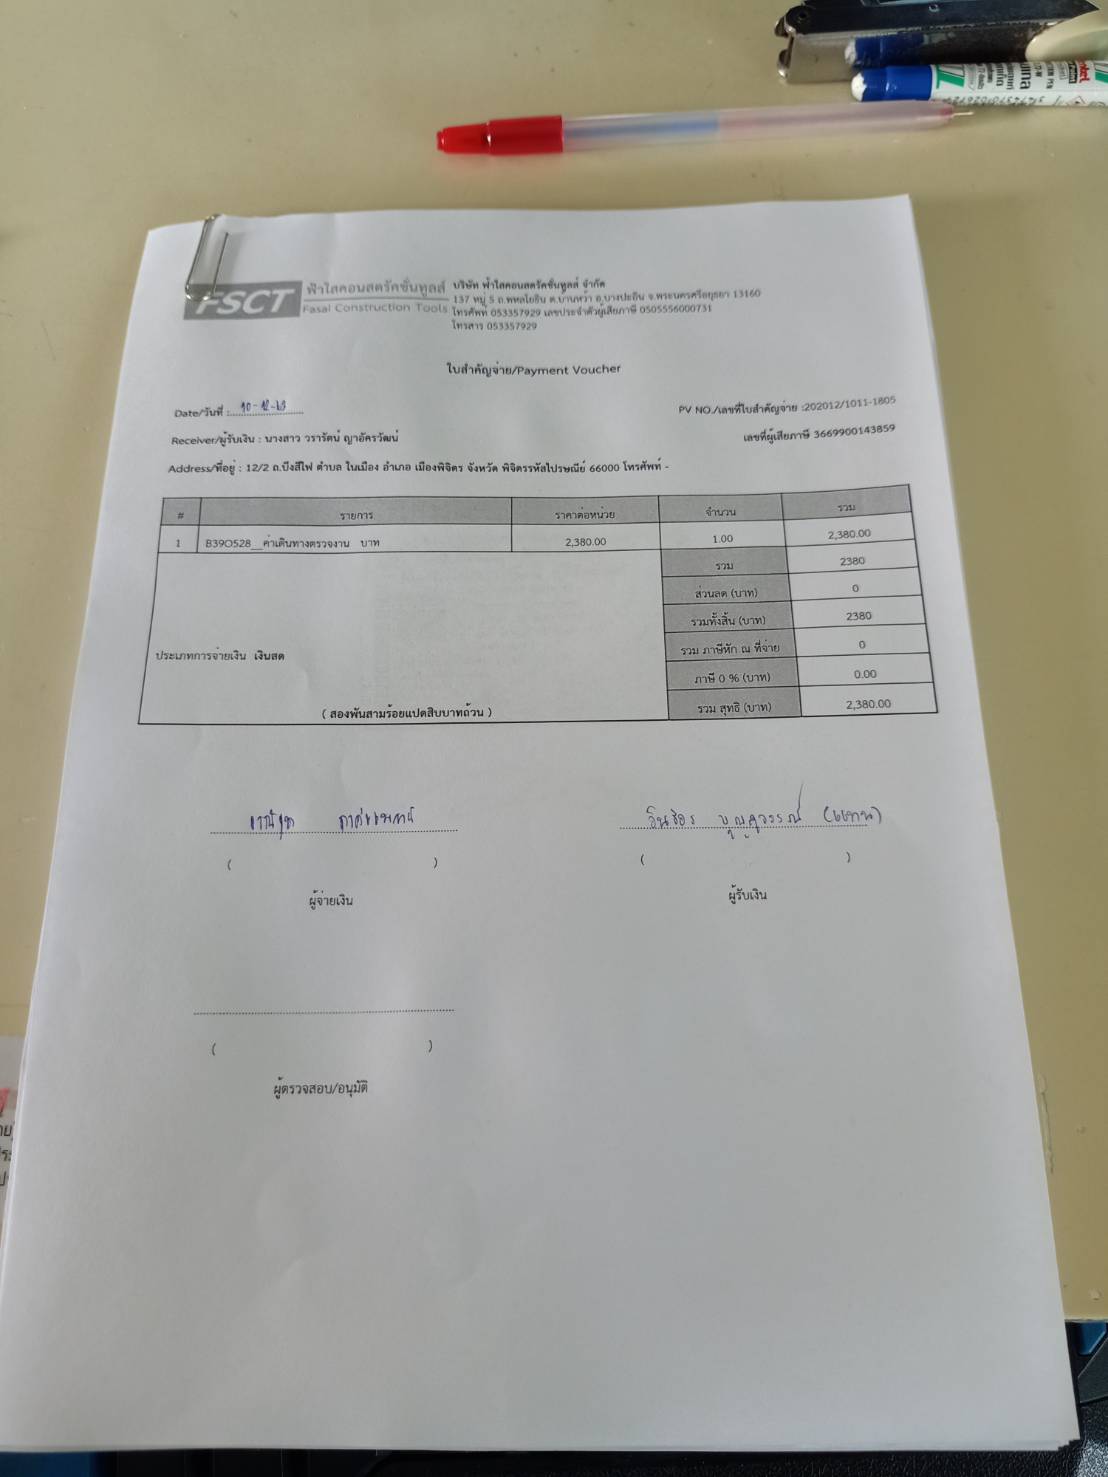 FSCT
ฟ้าใสคอนสตรัคชั่นทูลส์
Fasai Construction Tools
บริษัท ฟ้าใสคอนสตรัคชั่นทูลส์ จำกัด
137 หมู่ 5 ถ.พหลโยธิน ต.บ้านหว้า อ.บางปะอิน จ.พระนครศรีอยุธยา 13160
โทรศัพท์ 053357929 เลขประจำตัวผู้เสียภาษี 0505556000731
โทรสาร 053357929
ใบสำคัญจ่าย/Payment Voucher
Date/วันที่ : 10-12-63
PV NO./เลขที่ใบสำคัญจ่าย :202012/1011-1805
Receiver/ผู้รับเงิน : นางสาว วรารัตน์ ญาอัครวัฒน์
เลขที่ผู้เสียภาษี 3669900143859
Address/ที่อยู่ : 12/2 ถ.บึงสีไฟ ตำบล ในเมือง อำเภอ เมืองพิจิตร จังหวัด พิจิตรรหัสไปรษณีย์ 66000 โทรศัพท์ -
# รายการ ราคาต่อหน่วย จำนวน รวม
1 B390528__ค่าเดินทางตรวจงาน บาท 2,380.00 1.00 2,380.00
รวม 2380
ส่วนลด (บาท) 0
รวมทั้งสิ้น (บาท) 2380
รวม ภาษีหัก ณ ที่จ่าย 0
ประเภทการจ่ายเงิน เงินสด
ภาษี 0 % (บาท) 0.00
( สองพันสามร้อยแปดสิบบาทถ้วน ) รวม สุทธิ (บาท) 2,380.00
(แทน)
( ) ( )
ผู้จ่ายเงิน ผู้รับเงิน
( )
ผู้ตรวจสอบ/อนุมัติ